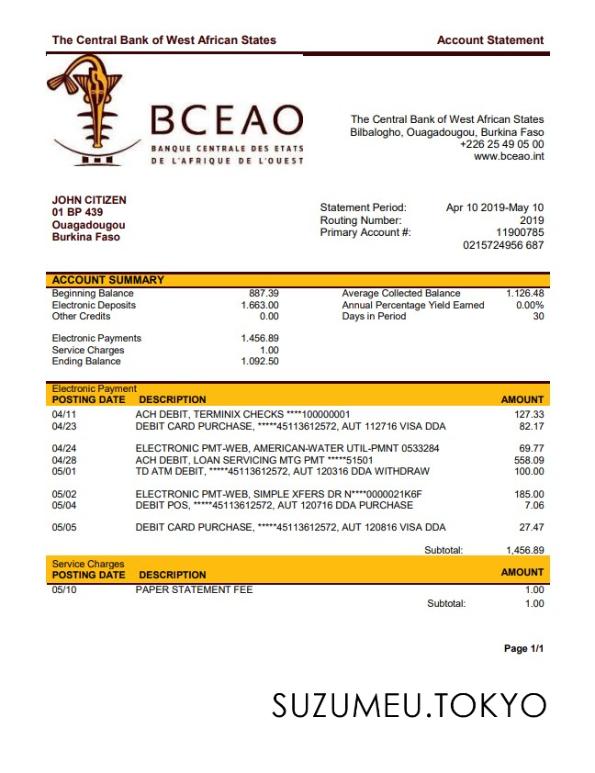 The Central Bank of West African States Account Statement
BCEAO
BANQUE CENTRALE DES ETATS
DE L'AFRIQUE DE L'OUEST
The Central Bank of West African States
Bilbalogho, Ouagadougou, Burkina Faso
+226 25 49 05 00
www.bceao.int
JOHN CITIZEN
01 BP 439
Ouagadougou
Burkina Faso
Statement Period: Apr 10 2019-May 10
Routing Number: 2019
Primary Account #: 11900785
0215724956 687
ACCOUNT SUMMARY
Beginning Balance 887.39 Average Collected Balance 1.126.48
Electronic Deposits 1.663.00 Annual Percentage Yield Earned 0.00%
Other Credits 0.00 Days in Period 30
Electronic Payments 1.456.89
Service Charges 1.00
Ending Balance 1.092.50
Electronic Payment
POSTING DATE DESCRIPTION AMOUNT
04/11 ACH DEBIT, TERMINIX CHECKS ****100000001 127.33
04/23 DEBIT CARD PURCHASE, *****45113612572, AUT 112716 VISA DDA 82.17
04/24 ELECTRONIC PMT-WEB, AMERICAN-WATER UTIL-PMNT 0533284 69.77
04/28 ACH DEBIT, LOAN SERVICING MTG PMT ****51501 558.09
05/01 TD ATM DEBIT, *****45113612572, AUT 120316 DDA WITHDRAW 100.00
05/02 ELECTRONIC PMT-WEB, SIMPLE XFERS DR N****0000021K6F 185.00
05/04 DEBIT POS, *****45113612572, AUT 120716 DDA PURCHASE 7.06
05/05 DEBIT CARD PURCHASE, *****45113612572, AUT 120816 VISA DDA 27.47
Subtotal: 1,456.89
Service Charges
POSTING DATE DESCRIPTION AMOUNT
05/10 PAPER STATEMENT FEE 1.00
Subtotal: 1.00
Page 1/1
SUZUMEU.TOKYO